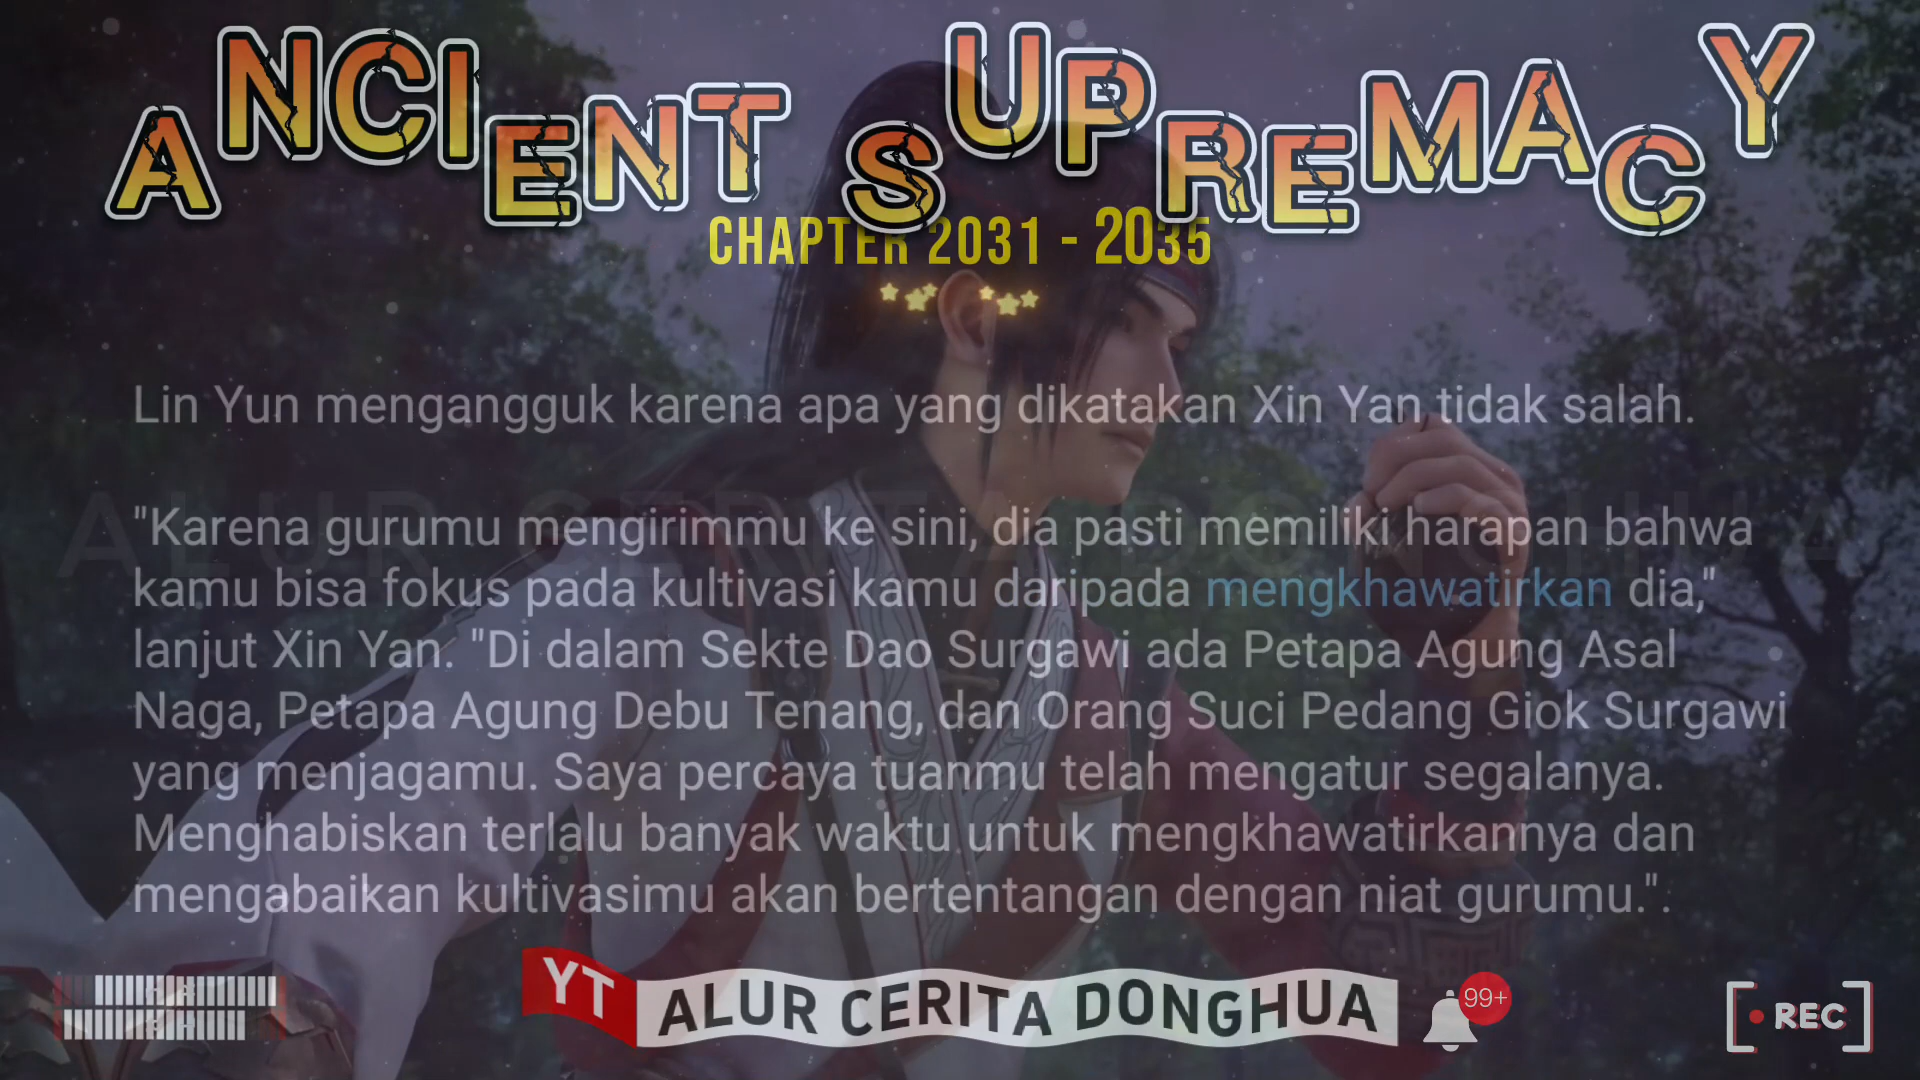 ANCIENT SUPREMACY
CHAPTER 2031 - 2035
Lin Yun mengangguk karena apa yang dikatakan Xin Yan tidak salah.
"Karena gurumu mengirimmu ke sini, dia pasti memiliki harapan bahwa
kamu bisa fokus pada kultivasi kamu daripada mengkhawatirkan dia,"
lanjut Xin Yan. "Di dalam Sekte Dao Surgawi ada Petapa Agung Asal
Naga, Petapa Agung Debu Tenang, dan Orang Suci Pedang Giok Surgawi
yang menjagamu. Saya percaya tuanmu telah mengatur segalanya.
Menghabiskan terlalu banyak waktu untuk mengkhawatirkannya dan
mengabaikan kultivasimu akan bertentangan dengan niat gurumu.".
ALUR CERITA DONGHUA
YT ALUR CERITA DONGHUA
99+
REC